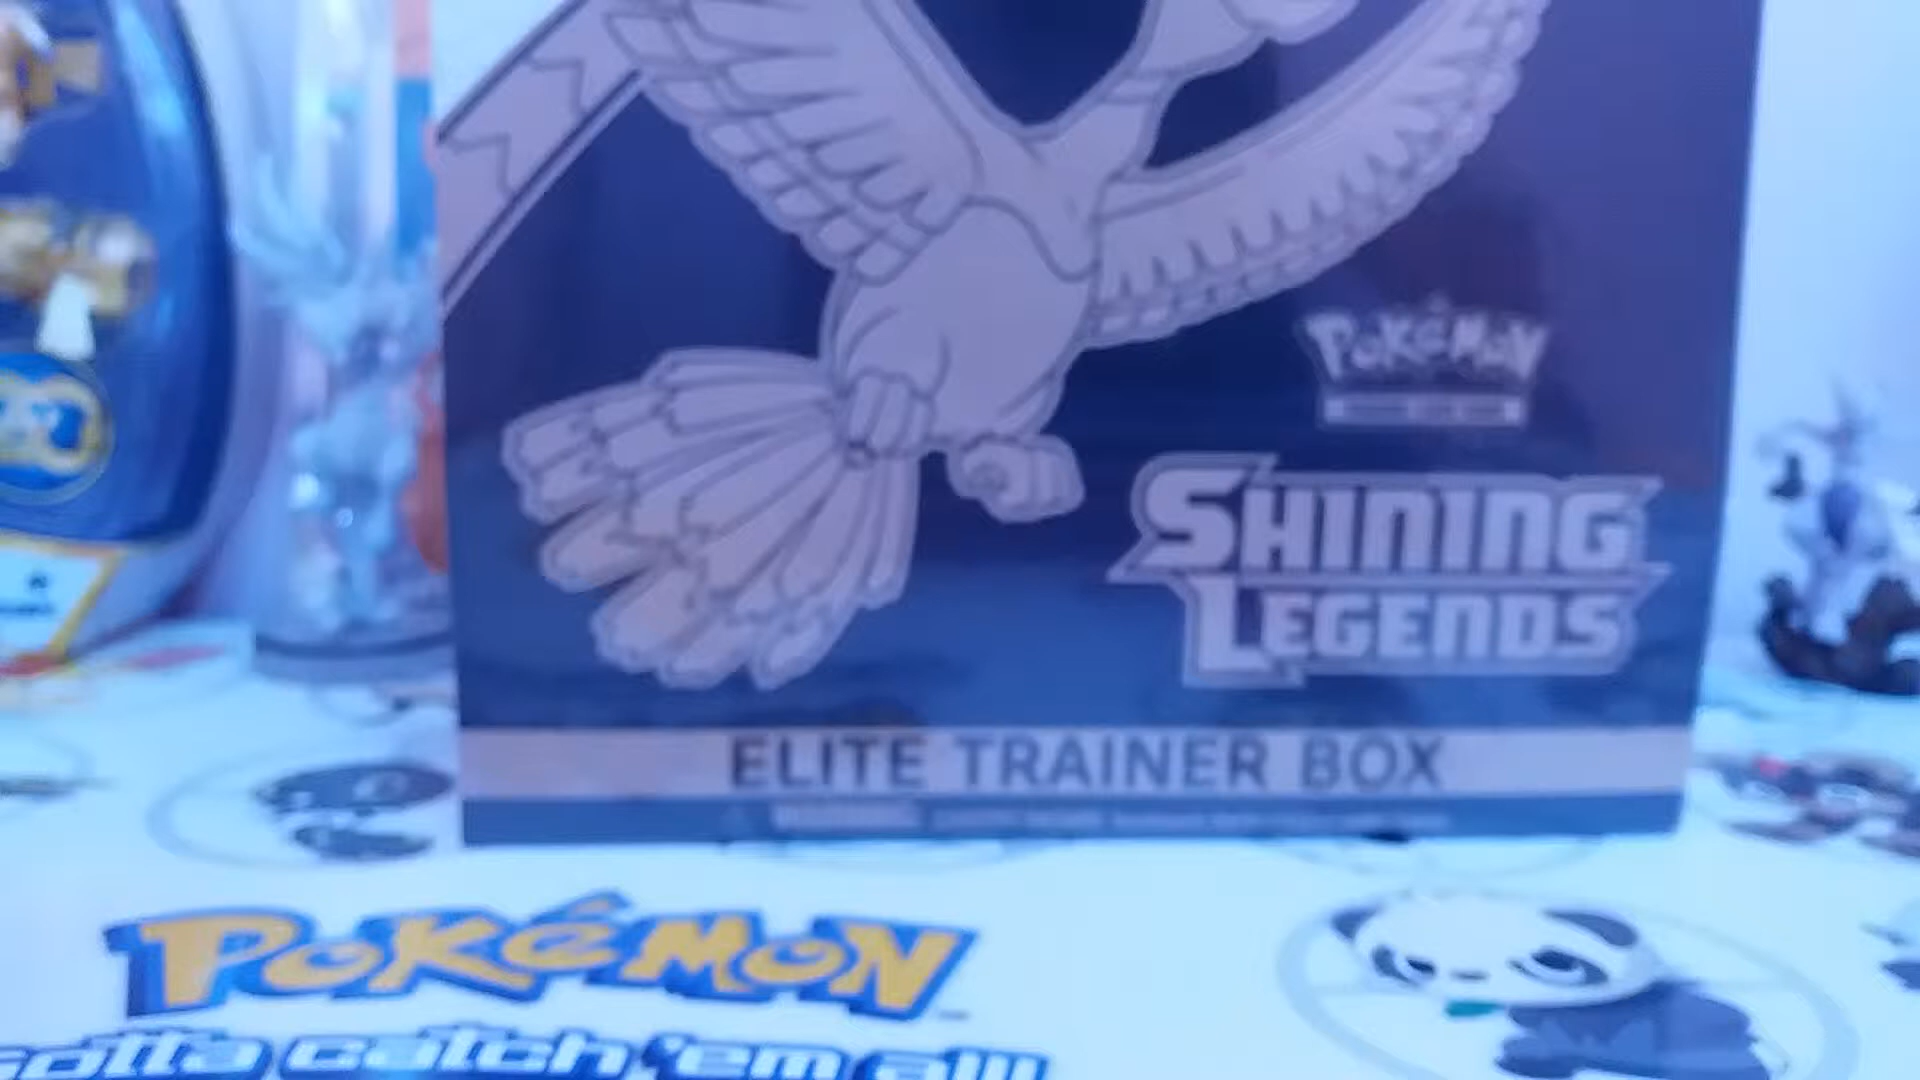 POKÉMON
SHINING
LEGENDS
ELITE TRAINER BOX
WARNING:
POKÉMON
gotta catch 'em all!